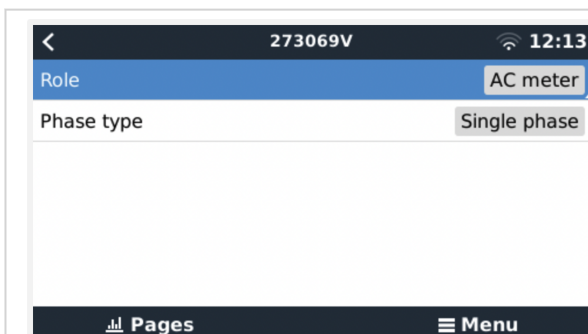 273069V 12:13
Role AC meter
Phase type Single phase
Pages Menu